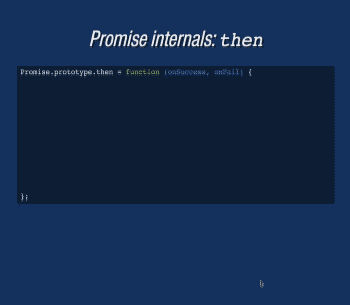 Promise internals: then
Promise.prototype.then = function (onSuccess, onFail) {
};